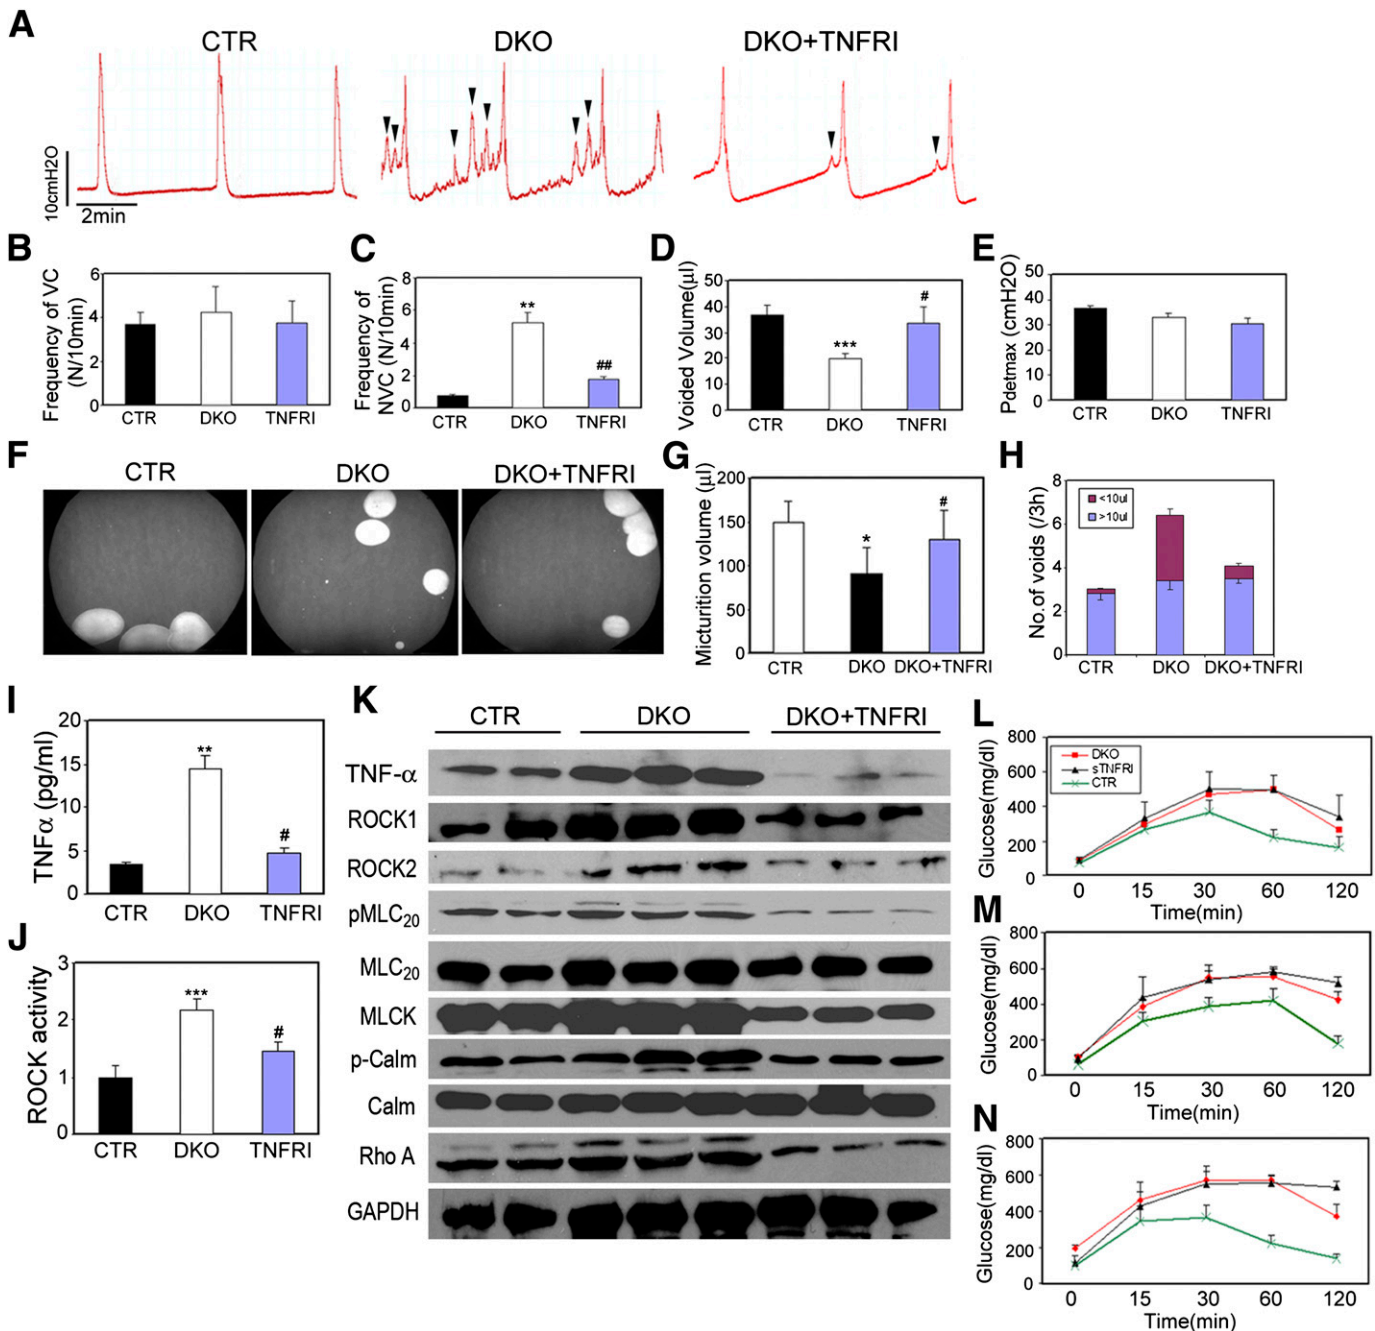 A
CTR DKO DKO+TNFRI
10cmH2O
2min
B
Frequency of VC
(N/10min)
6
4
2
0
CTR DKO TNFRI
C
Frequency of
NVC (N/10min)
8
6
4
2
0
**
##
CTR DKO TNFRI
D
Voided Volume(µl)
50
40
30
20
10
0
***
#
CTR DKO TNFRI
E
Pdetmax (cmH2O)
50
40
30
20
10
0
CTR DKO TNFRI
F
CTR DKO DKO+TNFRI
G
Micturition volume (µl)
200
150
100
50
0
*
#
CTR DKO DKO+TNFRI
H
No.of voids (/3h)
8
6
4
2
0
<10ul
>10ul
CTR DKO DKO+TNFRI
I
TNFα (pg/ml)
20
15
10
5
0
**
#
CTR DKO TNFRI
J
ROCK activity
3
2
1
0
***
#
CTR DKO TNFRI
K
CTR DKO DKO+TNFRI
TNF-α
ROCK1
ROCK2
pMLC20
MLC20
MLCK
p-Calm
Calm
Rho A
GAPDH
L
Glucose(mg/dl)
800
600
400
200
0
DKO
sTNFRI
CTR
0 15 30 60 120
Time(min)
M
Glucose(mg/dl)
800
600
400
200
0
0 15 30 60 120
Time(min)
N
Glucose(mg/dl)
800
600
400
200
0
0 15 30 60 120
Time(min)